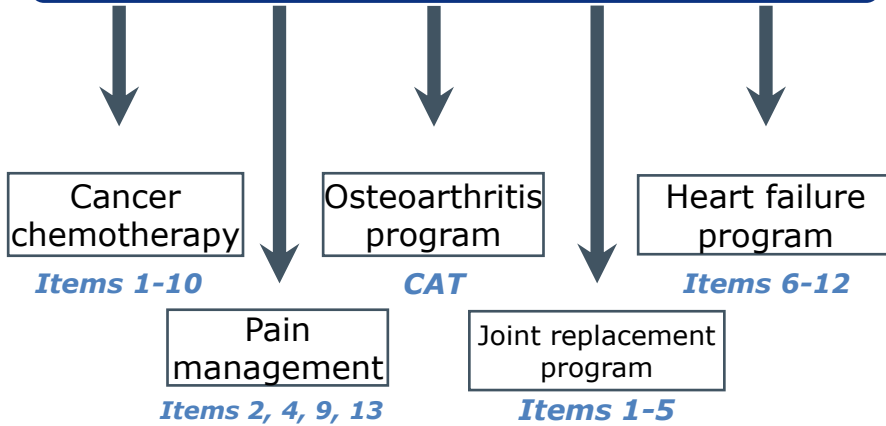 Cancer
chemotherapy
Items 1-10
Pain
management
Items 2, 4, 9, 13
Osteoarthritis
program
CAT
Joint replacement
program
Items 1-5
Heart failure
program
Items 6-12